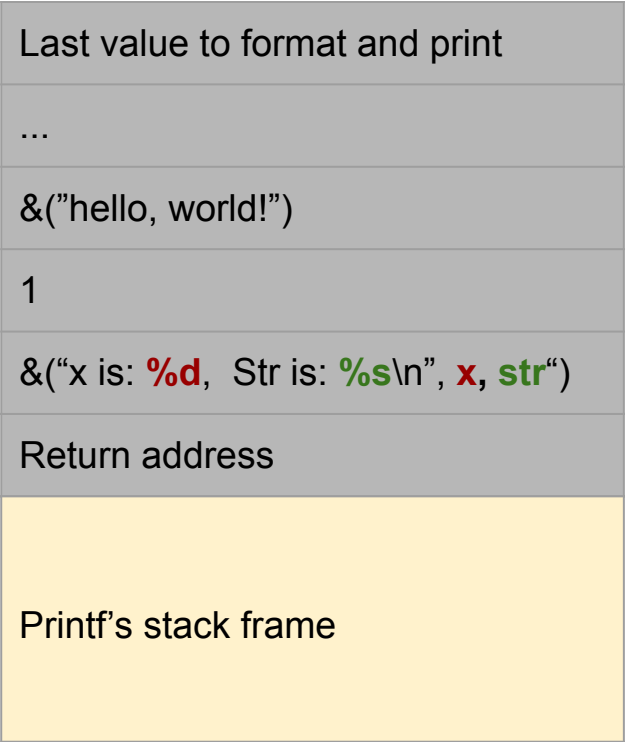 Last value to format and print
...
&(”hello, world!”)
1
&(“x is: %d,  Str is: %s\n”, x, str“)
Return address
Printf’s stack frame